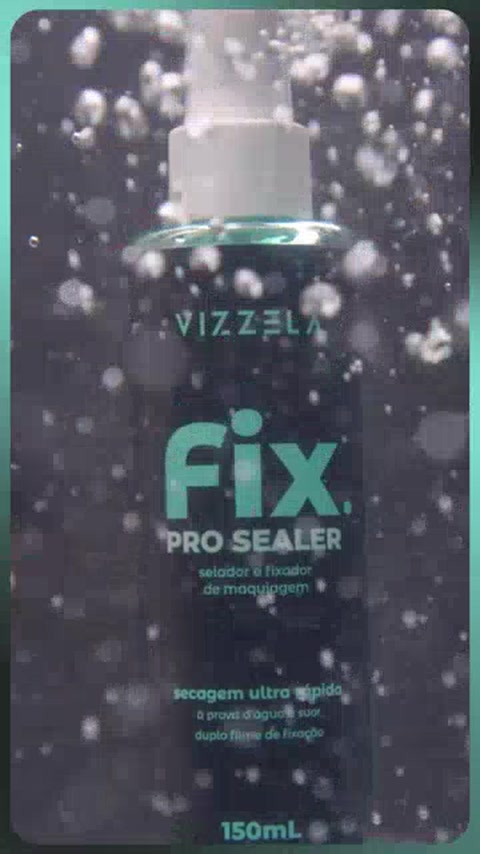 VIZZELA
Fix.
PRO SEALER
selador e fixador
de maquiagem
secagem ultra rápida
à prova d'água e suor
duplo filme de fixação
150mL